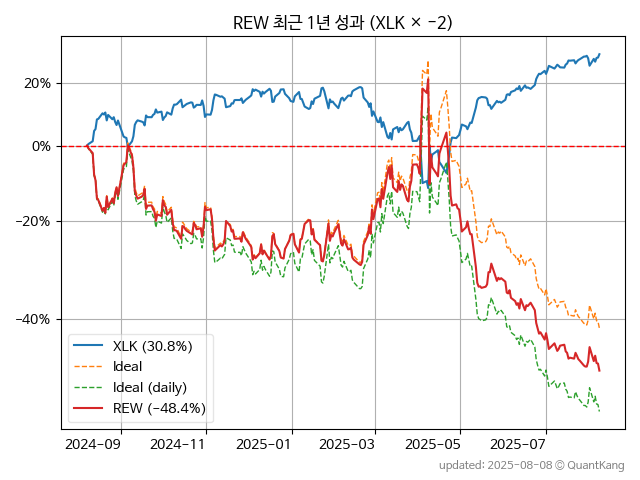 REW 최근 1년 성과 (XLK × −2)
20%
0%
−20%
−40%
XLK (30.8%)
Ideal
Ideal (daily)
REW (−48.4%)
2024-09 2024-11 2025-01 2025-03 2025-05 2025-07
updated: 2025-08-08 © QuantKang